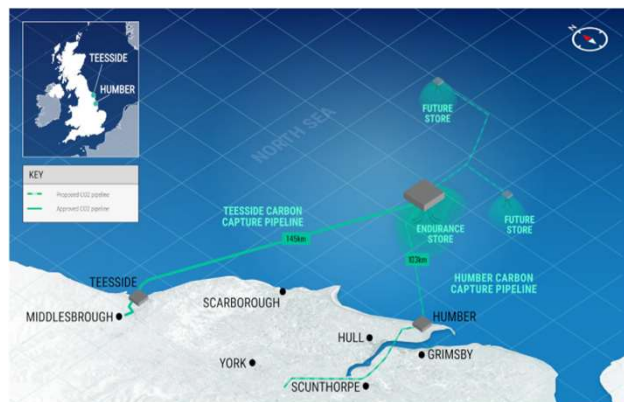 TEESSIDE
HUMBER
KEY
Proposed CO2 pipeline
Approved CO2 pipeline
N
NORTH SEA
FUTURE
STORE
FUTURE
STORE
ENDURANCE
STORE
TEESSIDE CARBON
CAPTURE PIPELINE
145km
103km
HUMBER CARBON
CAPTURE PIPELINE
TEESSIDE
MIDDLESBROUGH
SCARBOROUGH
HUMBER
HULL
GRIMSBY
YORK
SCUNTHORPE